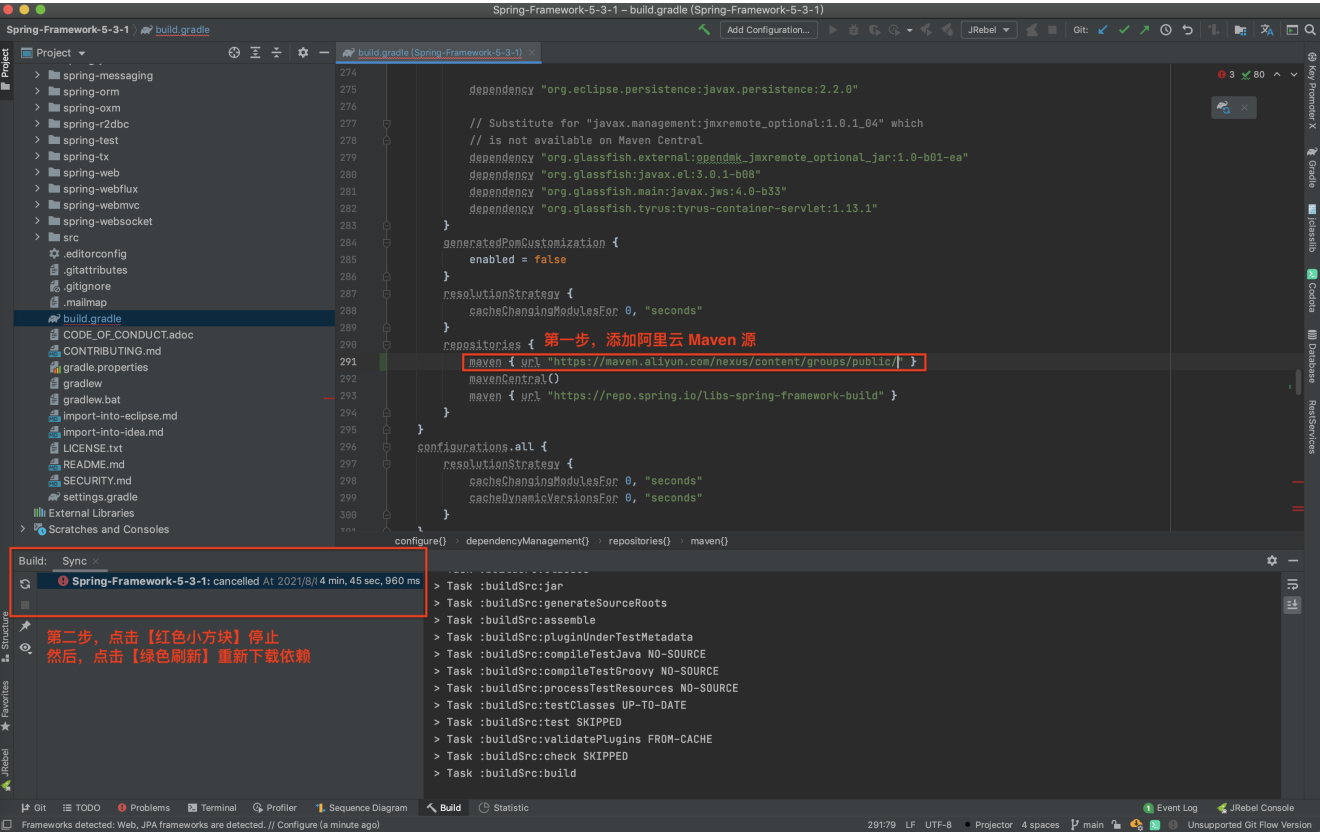 Spring-Framework-5-3-1 – build.gradle (Spring-Framework-5-3-1)
Spring-Framework-5-3-1 build.gradle
Add Configuration...
JRebel
Git:
Project
build.gradle (Spring-Framework-5-3-1)
Project
spring-messaging
spring-orm
spring-oxm
spring-r2dbc
spring-test
spring-tx
spring-web
spring-webflux
spring-webmvc
spring-websocket
src
.editorconfig
.gitattributes
.gitignore
.mailmap
build.gradle
CODE_OF_CONDUCT.adoc
CONTRIBUTING.md
gradle.properties
gradlew
gradlew.bat
import-into-eclipse.md
import-into-idea.md
LICENSE.txt
README.md
SECURITY.md
settings.gradle
External Libraries
Scratches and Consoles
3 80
274
275 dependency "org.eclipse.persistence:javax.persistence:2.2.0"
276
277 // Substitute for "javax.management:jmxremote_optional:1.0.1_04" which
278 // is not available on Maven Central
279 dependency "org.glassfish.external:opendmk_jmxremote_optional_jar:1.0-b01-ea"
280 dependency "org.glassfish:javax.el:3.0.1-b08"
281 dependency "org.glassfish.main:javax.jws:4.0-b33"
282 dependency "org.glassfish.tyrus:tyrus-container-servlet:1.13.1"
283 }
284 generatedPomCustomization {
285 enabled = false
286 }
287 resolutionStrategy {
288 cacheChangingModulesFor 0, "seconds"
289 }
290 repositories { 第一步，添加阿里云 Maven 源
291 maven { url "https://maven.aliyun.com/nexus/content/groups/public/" }
292 mavenCentral()
293 maven { url "https://repo.spring.io/libs-spring-framework-build" }
294 }
295 }
296 configurations.all {
297 resolutionStrategy {
298 cacheChangingModulesFor 0, "seconds"
299 cacheDynamicVersionsFor 0, "seconds"
300 }
301 }
configure{} › dependencyManagement{} › repositories{} › maven{}
Key Promoter X
Gradle
jclasslib
Codota
Database
RestServices
Build: Sync
Spring-Framework-5-3-1: cancelled At 2021/8/ 4 min, 45 sec, 960 ms
第二步，点击【红色小方块】停止
然后，点击【绿色刷新】重新下载依赖
> Task :buildSrc:jar
> Task :buildSrc:generateSourceRoots
> Task :buildSrc:assemble
> Task :buildSrc:pluginUnderTestMetadata
> Task :buildSrc:compileTestJava NO-SOURCE
> Task :buildSrc:compileTestGroovy NO-SOURCE
> Task :buildSrc:processTestResources NO-SOURCE
> Task :buildSrc:testClasses UP-TO-DATE
> Task :buildSrc:test SKIPPED
> Task :buildSrc:validatePlugins FROM-CACHE
> Task :buildSrc:check SKIPPED
> Task :buildSrc:build
Structure
Favorites
JRebel
Git TODO Problems Terminal Profiler Sequence Diagram Build Statistic 1 Event Log JRebel Console
Frameworks detected: Web, JPA frameworks are detected. // Configure (a minute ago) 291:79 LF UTF-8 Projector 4 spaces main Unsupported Git Flow Version